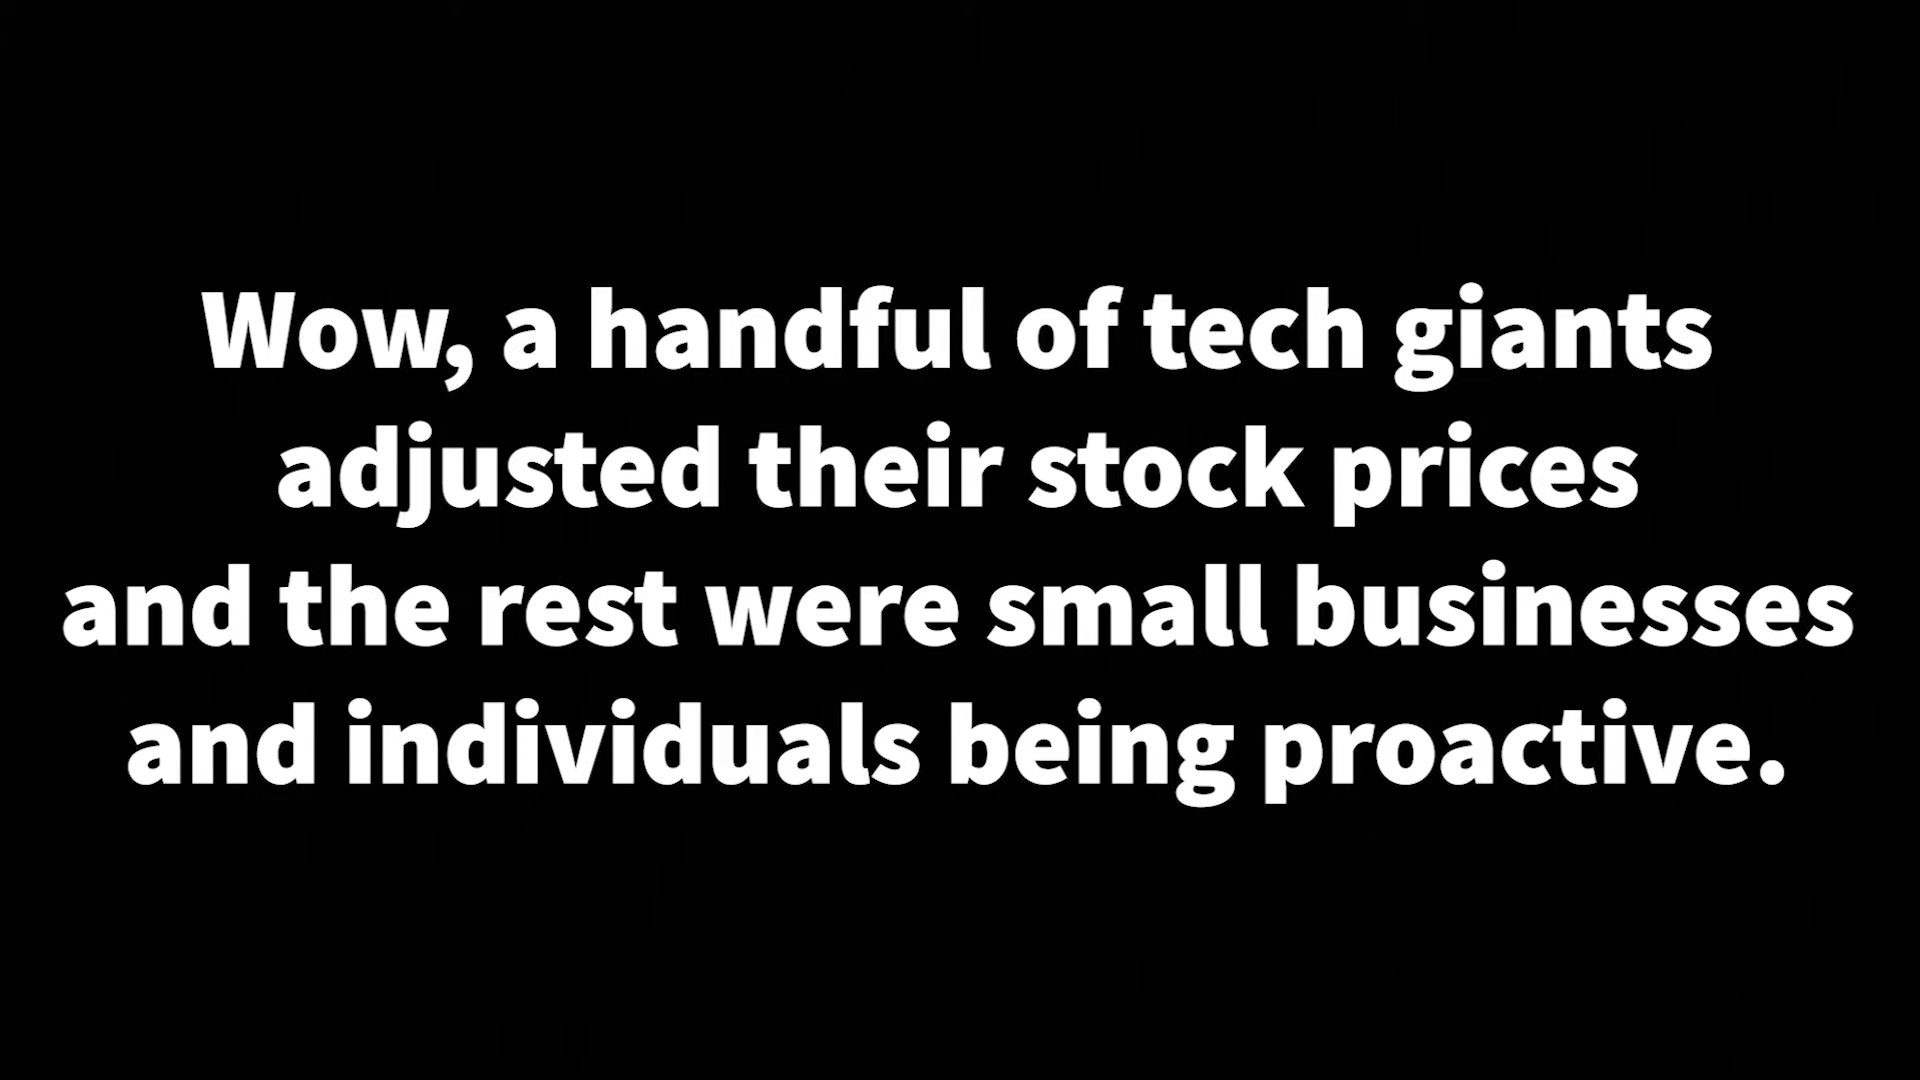 Wow, a handful of tech giants
adjusted their stock prices
and the rest were small businesses
and individuals being proactive.